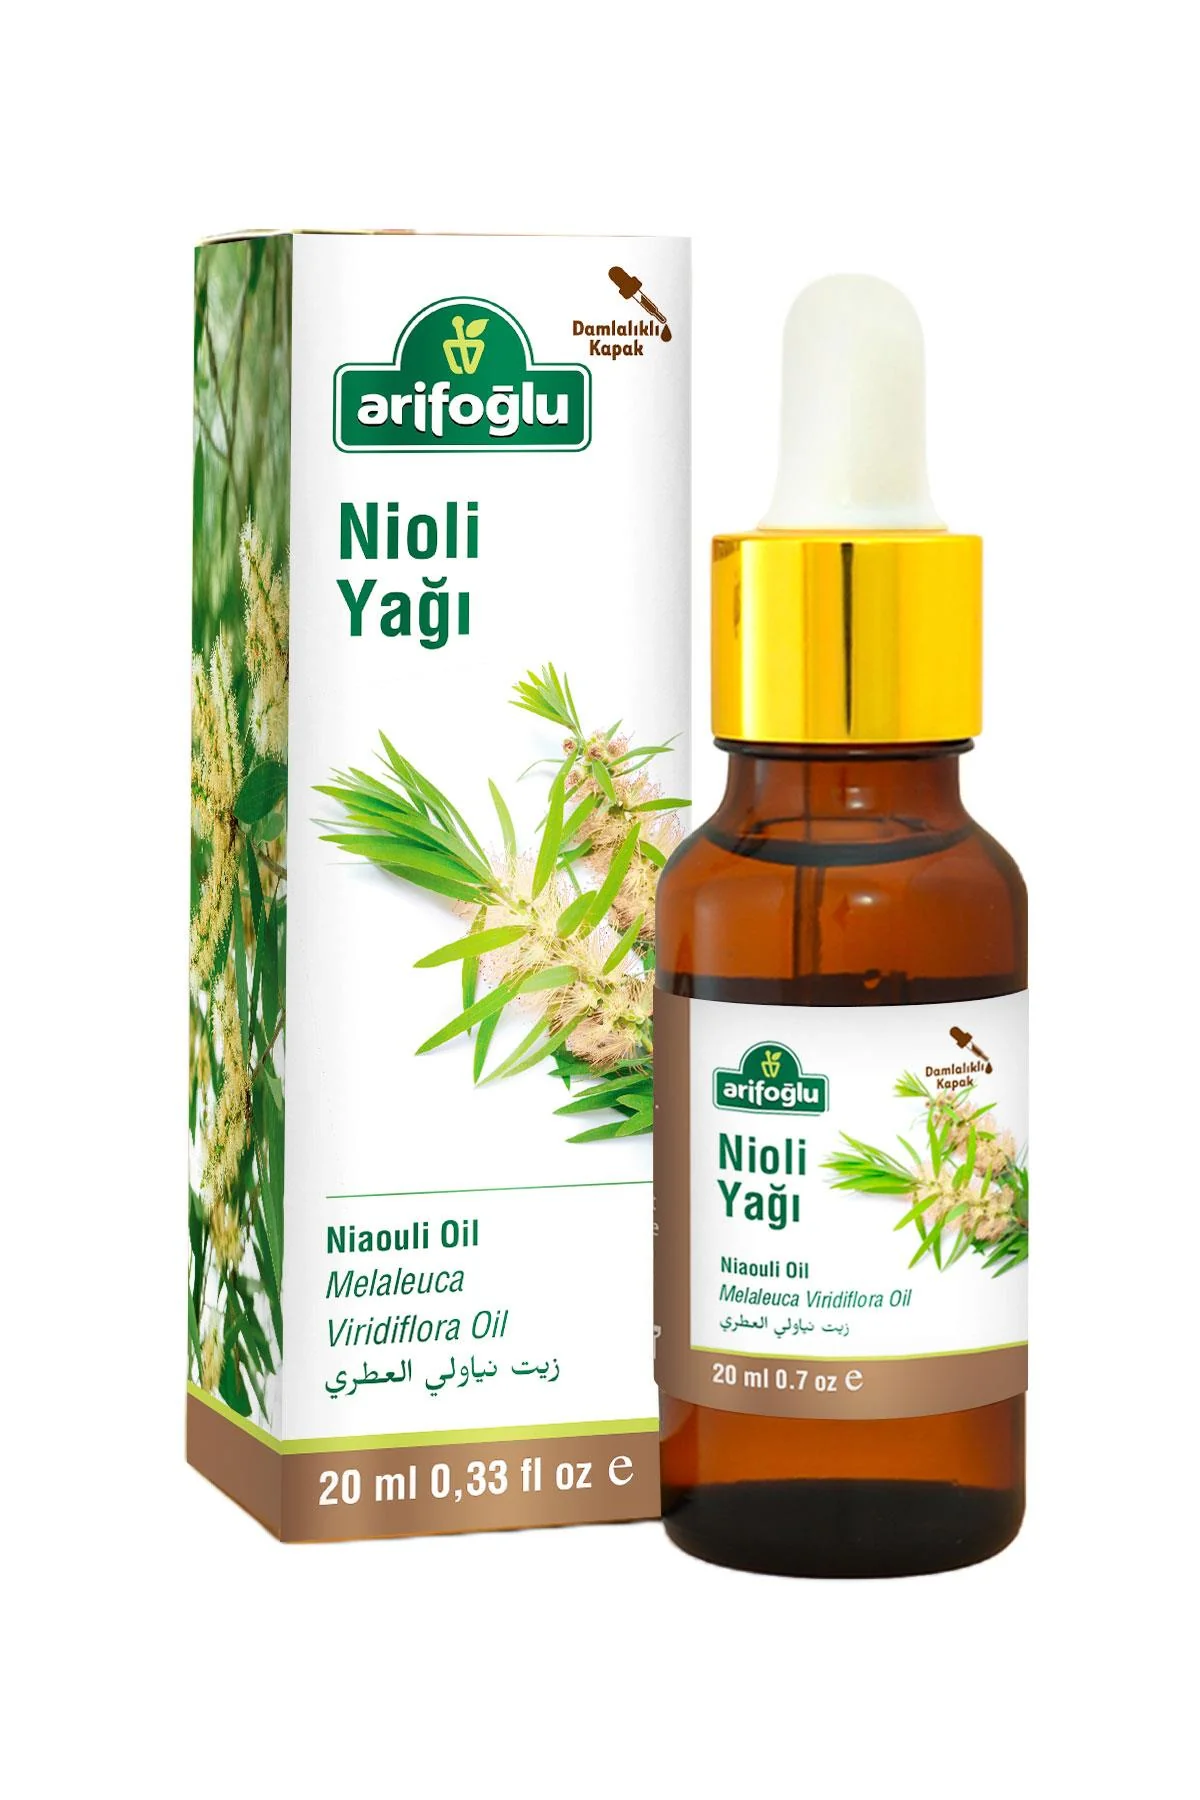 Damlalıklı
Kapak
arifoğlu
Nioli
Yağı
Niaouli Oil
Melaleuca
Viridiflora Oil
زيت نياولي العطري
20 ml 0,33 fl oz e
Damlalıklı
Kapak
arifoğlu
Nioli
Yağı
Niaouli Oil
Melaleuca Viridiflora Oil
زيت نياولي العطري
20 ml 0.7 oz e